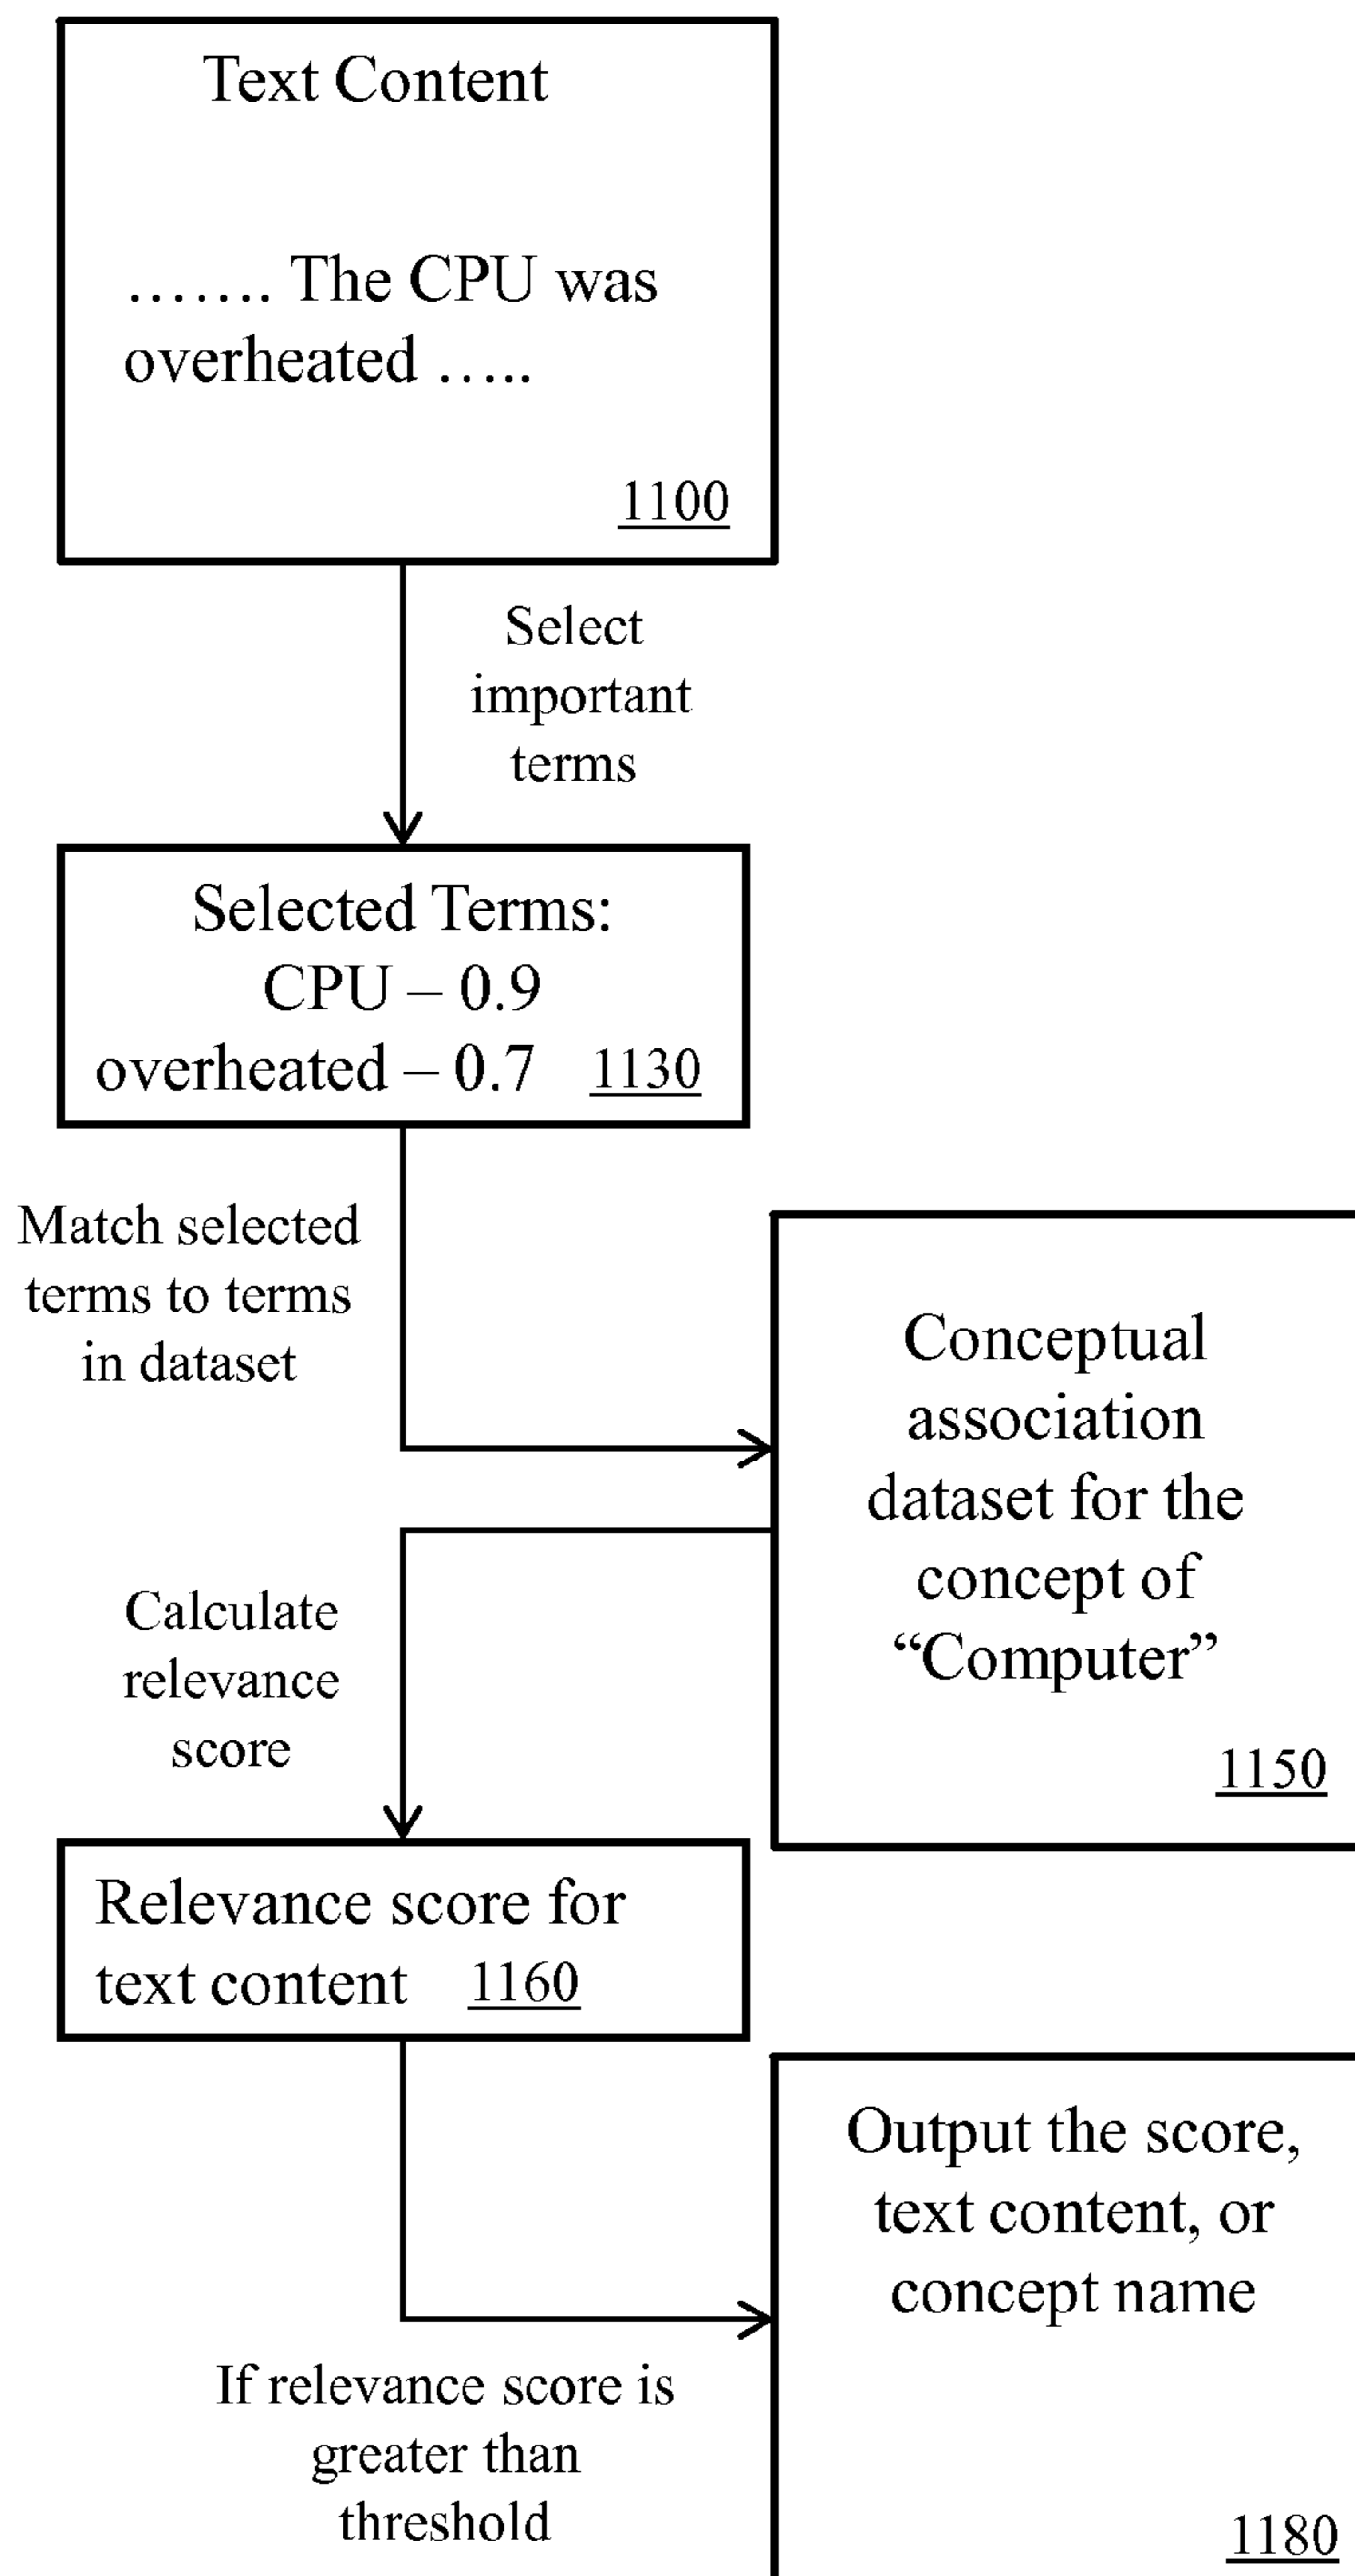 Text Content
……. The CPU was
overheated …..
1100
Select
important
terms
Selected Terms:
CPU – 0.9
overheated – 0.7 1130
Match selected
terms to terms
in dataset
Conceptual
association
dataset for the
concept of
“Computer”
1150
Calculate
relevance
score
Relevance score for
text content 1160
Output the score,
text content, or
concept name
If relevance score is
greater than
threshold
1180